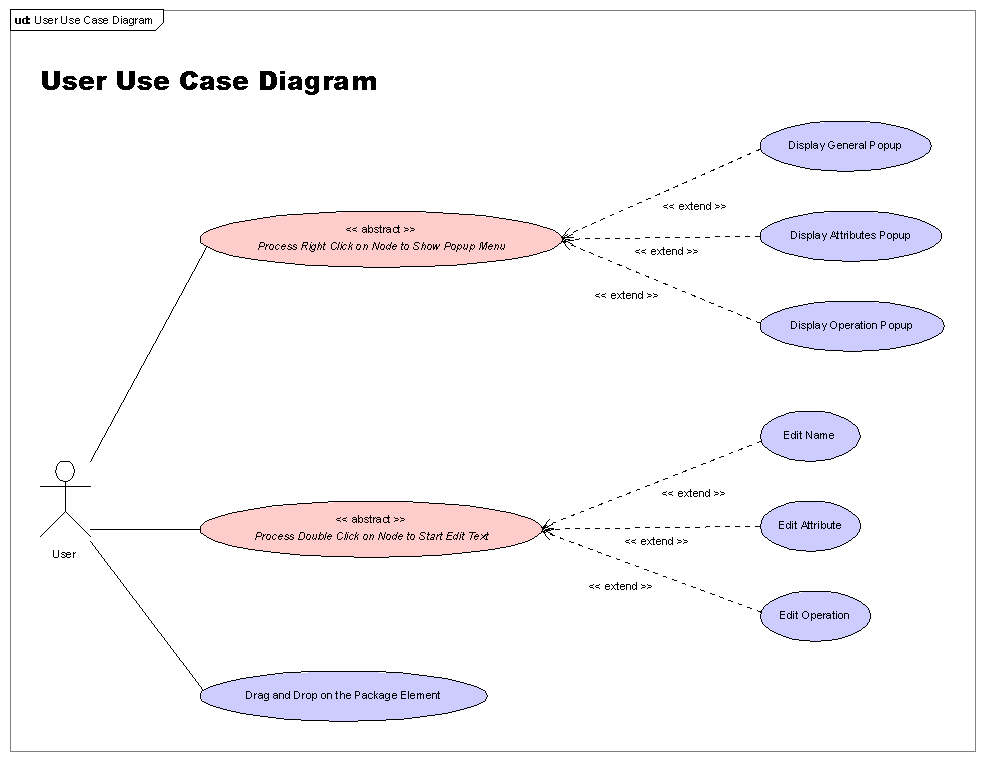 ud: User Use Case Diagram
User Use Case Diagram
Display General Popup
<< extend >>
<< abstract >>
Process Right Click on Node to Show Popup Menu
Display Attributes Popup
<< extend >>
<< extend >>
Display Operation Popup
Edit Name
<< extend >>
<< abstract >>
Process Double Click on Node to Start Edit Text
Edit Attribute
<< extend >>
User
<< extend >>
Edit Operation
Drag and Drop on the Package Element